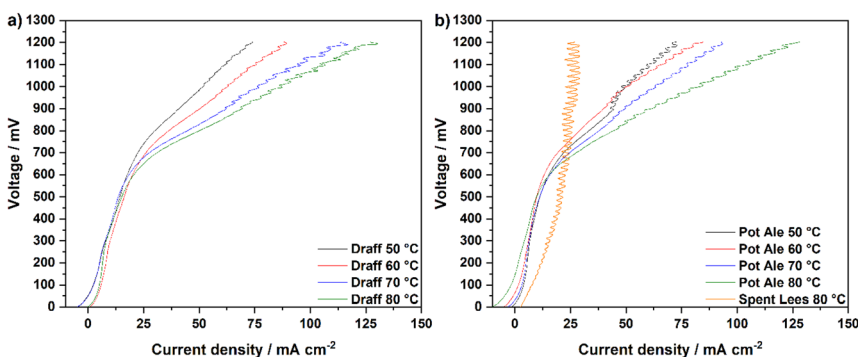 a)
1300
1200
1100
1000
900
800
700
600
500
400
300
200
100
0
Voltage / mV
0 25 50 75 100 125 150
Current density / mA cm⁻²
Draff 50 °C
Draff 60 °C
Draff 70 °C
Draff 80 °C
b)
1300
1200
1100
1000
900
800
700
600
500
400
300
200
100
0
Voltage / mV
0 25 50 75 100 125 150
Current density / mA cm⁻²
Pot Ale 50 °C
Pot Ale 60 °C
Pot Ale 70 °C
Pot Ale 80 °C
Spent Lees 80 °C